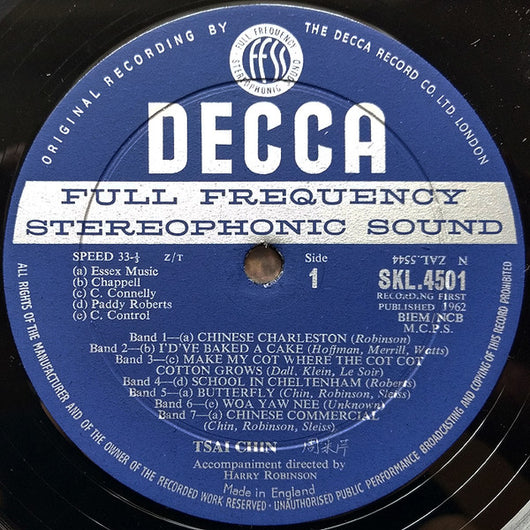 ORIGINAL RECORDING BY
THE DECCA RECORD CO. LTD. LONDON
FULL FREQUENCY
ffss
STEREOPHONIC SOUND
DECCA
FULL FREQUENCY
STEREOPHONIC SOUND
SPEED 33-⅓ Z/T
(a) Essex Music
(b) Chappell
(c) C. Connelly
(d) Paddy Roberts
(e) C. Control
Side
1
N ZAL.5544
SKL.4501
RECORDING FIRST
PUBLISHED 1962
BIEM/NCB
M.C.P.S.
Band 1—(a) CHINESE CHARLESTON (Robinson)
Band 2—(b) I'D'VE BAKED A CAKE (Hoffman, Merrill, Watts)
Band 3—(c) MAKE MY COT WHERE THE COT COT
COTTON GROWS (Dall, Klein, Le Soir)
Band 4—(d) SCHOOL IN CHELTENHAM (Roberts)
Band 5—(a) BUTTERFLY (Chin, Robinson, Sleiss)
Band 6—(e) WOA YAW NEE (Unknown)
Band 7—(a) CHINESE COMMERCIAL
(Chin, Robinson, Sleiss)
TSAI CHIN 周采芹
Accompaniment directed by
HARRY ROBINSON
Made in England
ALL RIGHTS OF THE MANUFACTURER AND OF THE OWNER OF THE RECORDED WORK RESERVED · UNAUTHORISED PUBLIC PERFORMANCE BROADCASTING AND COPYING OF THIS RECORD PROHIBITED